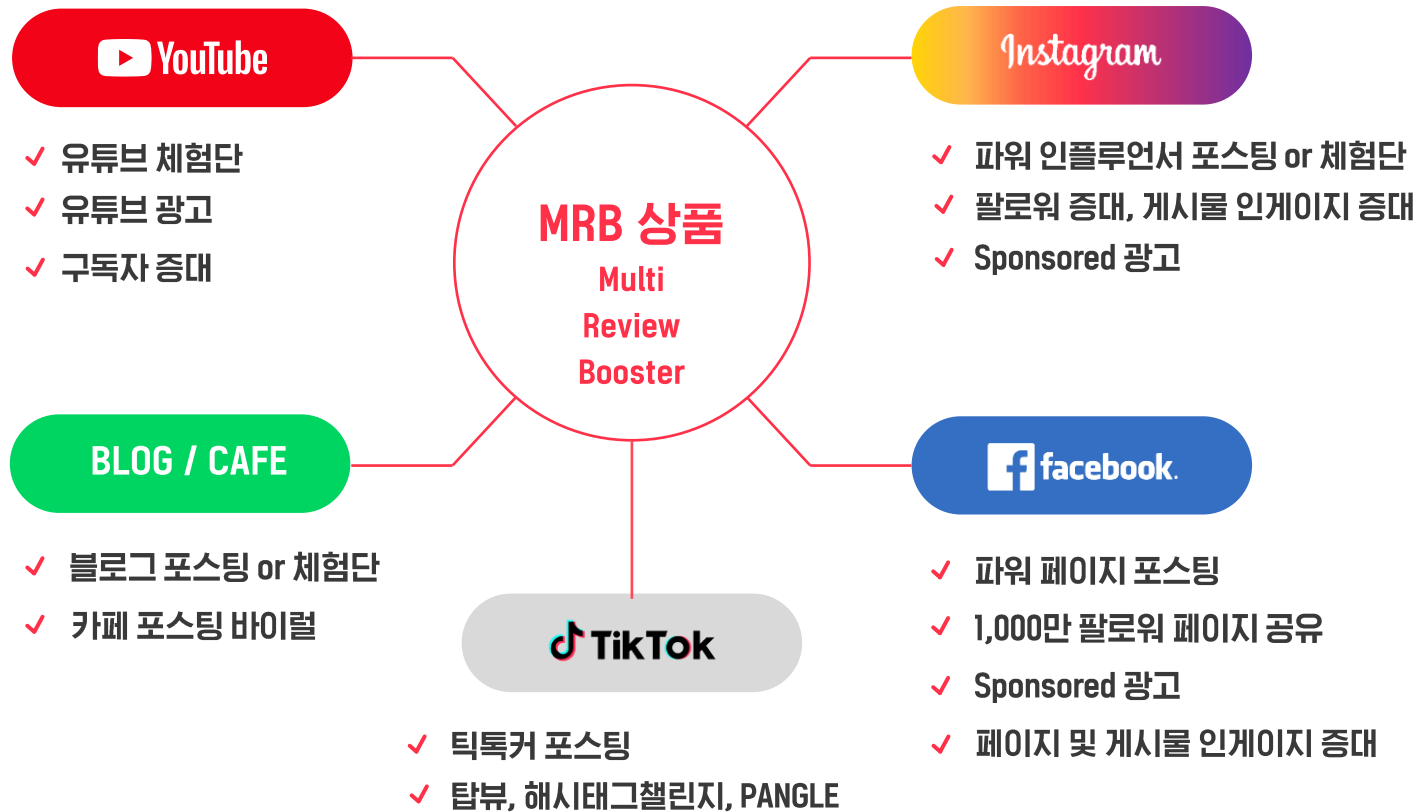 YouTube
유튜브 체험단
유튜브 광고
구독자 증대
Instagram
파워 인플루언서 포스팅 or 체험단
팔로워 증대, 게시물 인게이지 증대
Sponsored 광고
MRB 상품
Multi
Review
Booster
BLOG / CAFE
블로그 포스팅 or 체험단
카페 포스팅 바이럴
facebook.
파워 페이지 포스팅
1,000만 팔로워 페이지 공유
Sponsored 광고
페이지 및 게시물 인게이지 증대
TikTok
틱톡커 포스팅
탑뷰, 해시태그챌린지, PANGLE